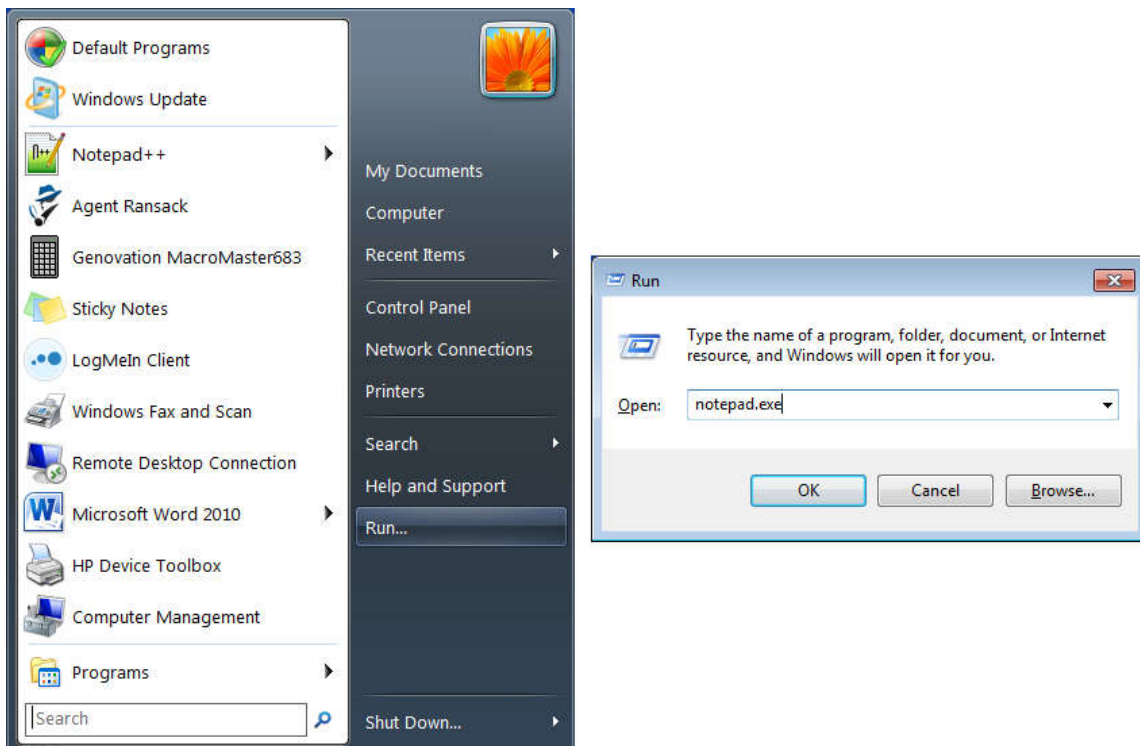 Default Programs
Windows Update
Notepad++
Agent Ransack
Genovation MacroMaster683
Sticky Notes
LogMeIn Client
Windows Fax and Scan
Remote Desktop Connection
Microsoft Word 2010
HP Device Toolbox
Computer Management
Programs
Search
My Documents
Computer
Recent Items
Control Panel
Network Connections
Printers
Search
Help and Support
Run...
Shut Down...
Run
Type the name of a program, folder, document, or Internet
resource, and Windows will open it for you.
Open: notepad.exe
OK Cancel Browse...